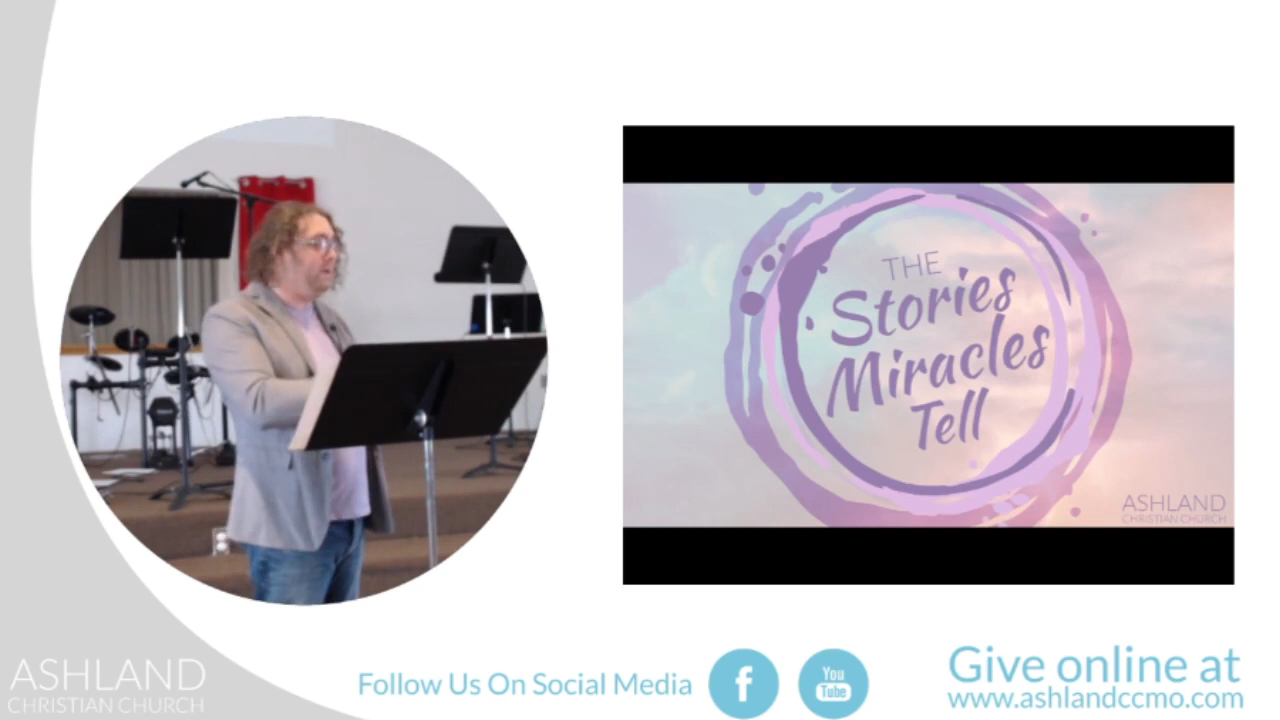 THE
Stories
Miracles
Tell
ASHLAND
CHRISTIAN CHURCH
ASHLAND
CHRISTIAN CHURCH
Follow Us On Social Media
f
You
Tube
Give online at
www.ashlandccmo.com